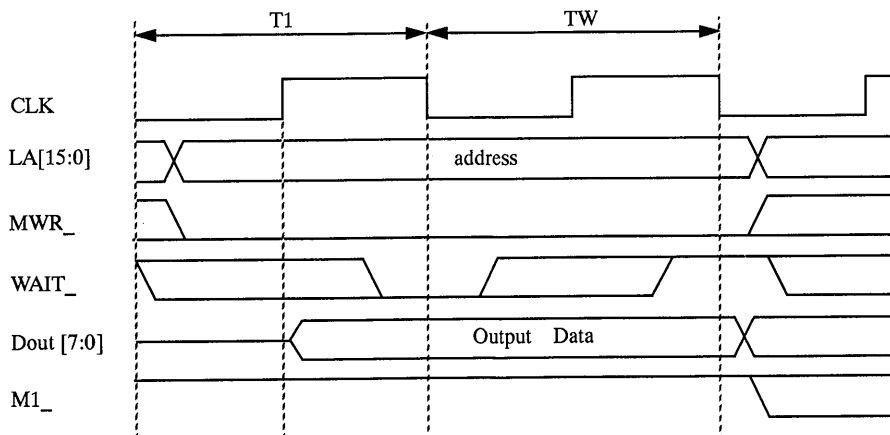 T1 TW
CLK
LA[15:0] address
MWR_
WAIT_
Dout [7:0] Output Data
M1_